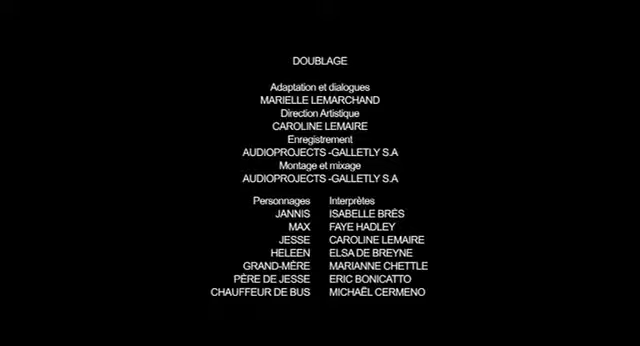 DOUBLAGE
Adaptation et dialogues
MARIELLE LEMARCHAND
Direction Artistique
CAROLINE LEMAIRE
Enregistrement
AUDIOPROJECTS -GALLETLY S.A
Montage et mixage
AUDIOPROJECTS -GALLETLY S.A
Personnages Interprètes
JANNIS ISABELLE BRÈS
MAX FAYE HADLEY
JESSE CAROLINE LEMAIRE
HELEEN ELSA DE BREYNE
GRAND-MÈRE MARIANNE CHETTLE
PÈRE DE JESSE ERIC BONICATTO
CHAUFFEUR DE BUS MICHAËL CERMENO